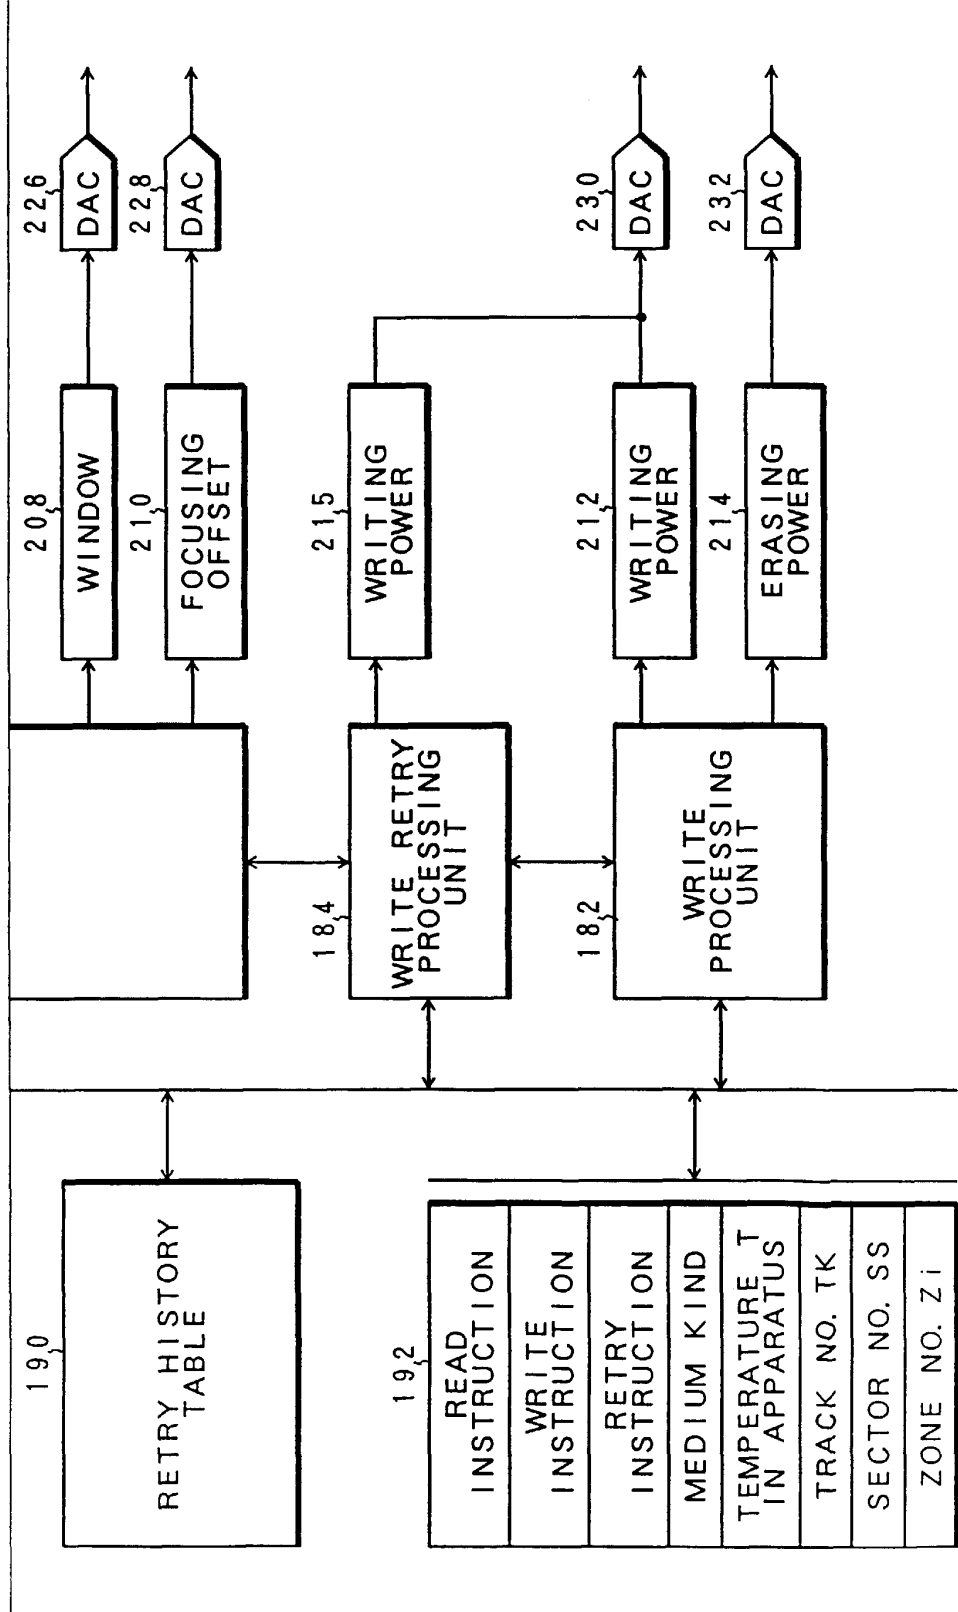 190
RETRY HISTORY
TABLE
192
READ
INSTRUCTION
WRITE
INSTRUCTION
RETRY
INSTRUCTION
MEDIUM KIND
TEMPERATURE T
IN APPARATUS
TRACK NO. TK
SECTOR NO. SS
ZONE NO. Zi
184
WRITE RETRY
PROCESSING
UNIT
182
WRITE
PROCESSING
UNIT
208
WINDOW
210
FOCUSING
OFFSET
215
WRITING
POWER
212
WRITING
POWER
214
ERASING
POWER
226
DAC
228
DAC
230
DAC
232
DAC